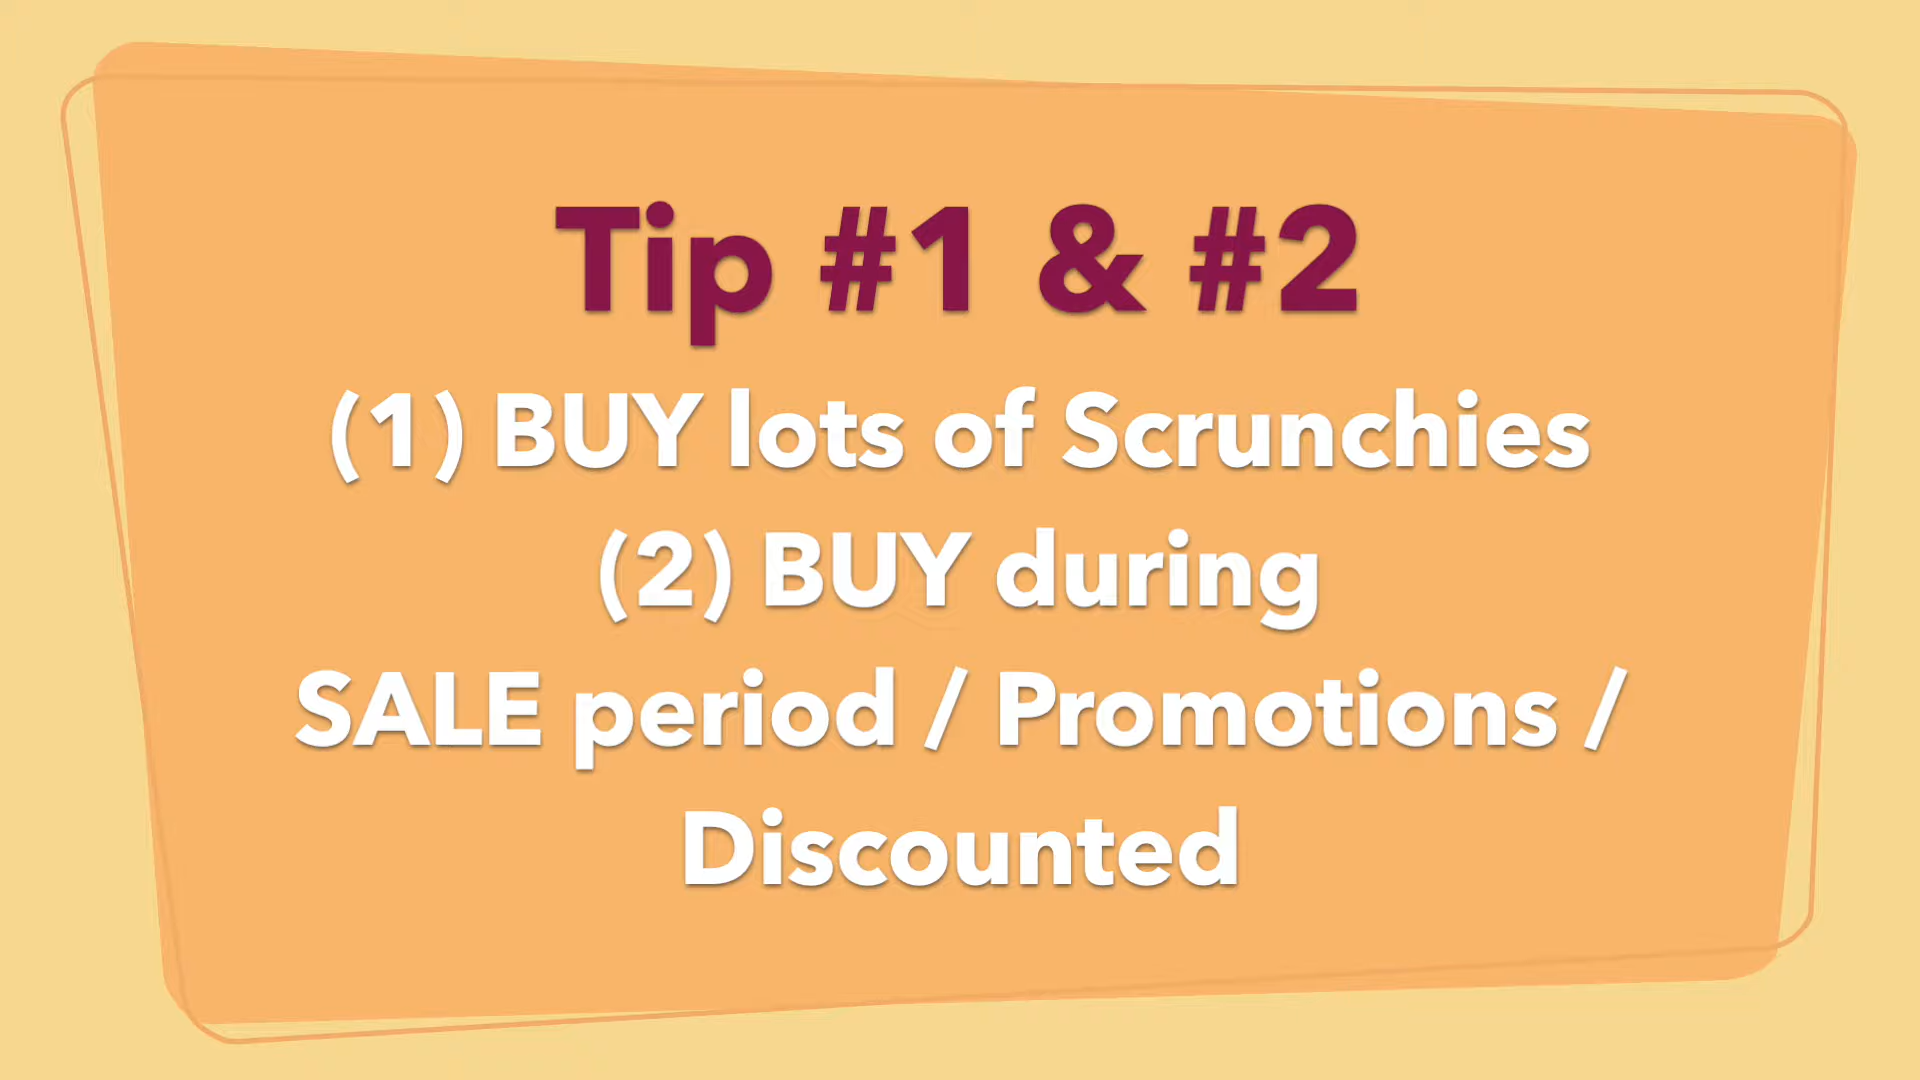 Tip #1 & #2
(1) BUY lots of Scrunchies
(2) BUY during
SALE period / Promotions /
Discounted